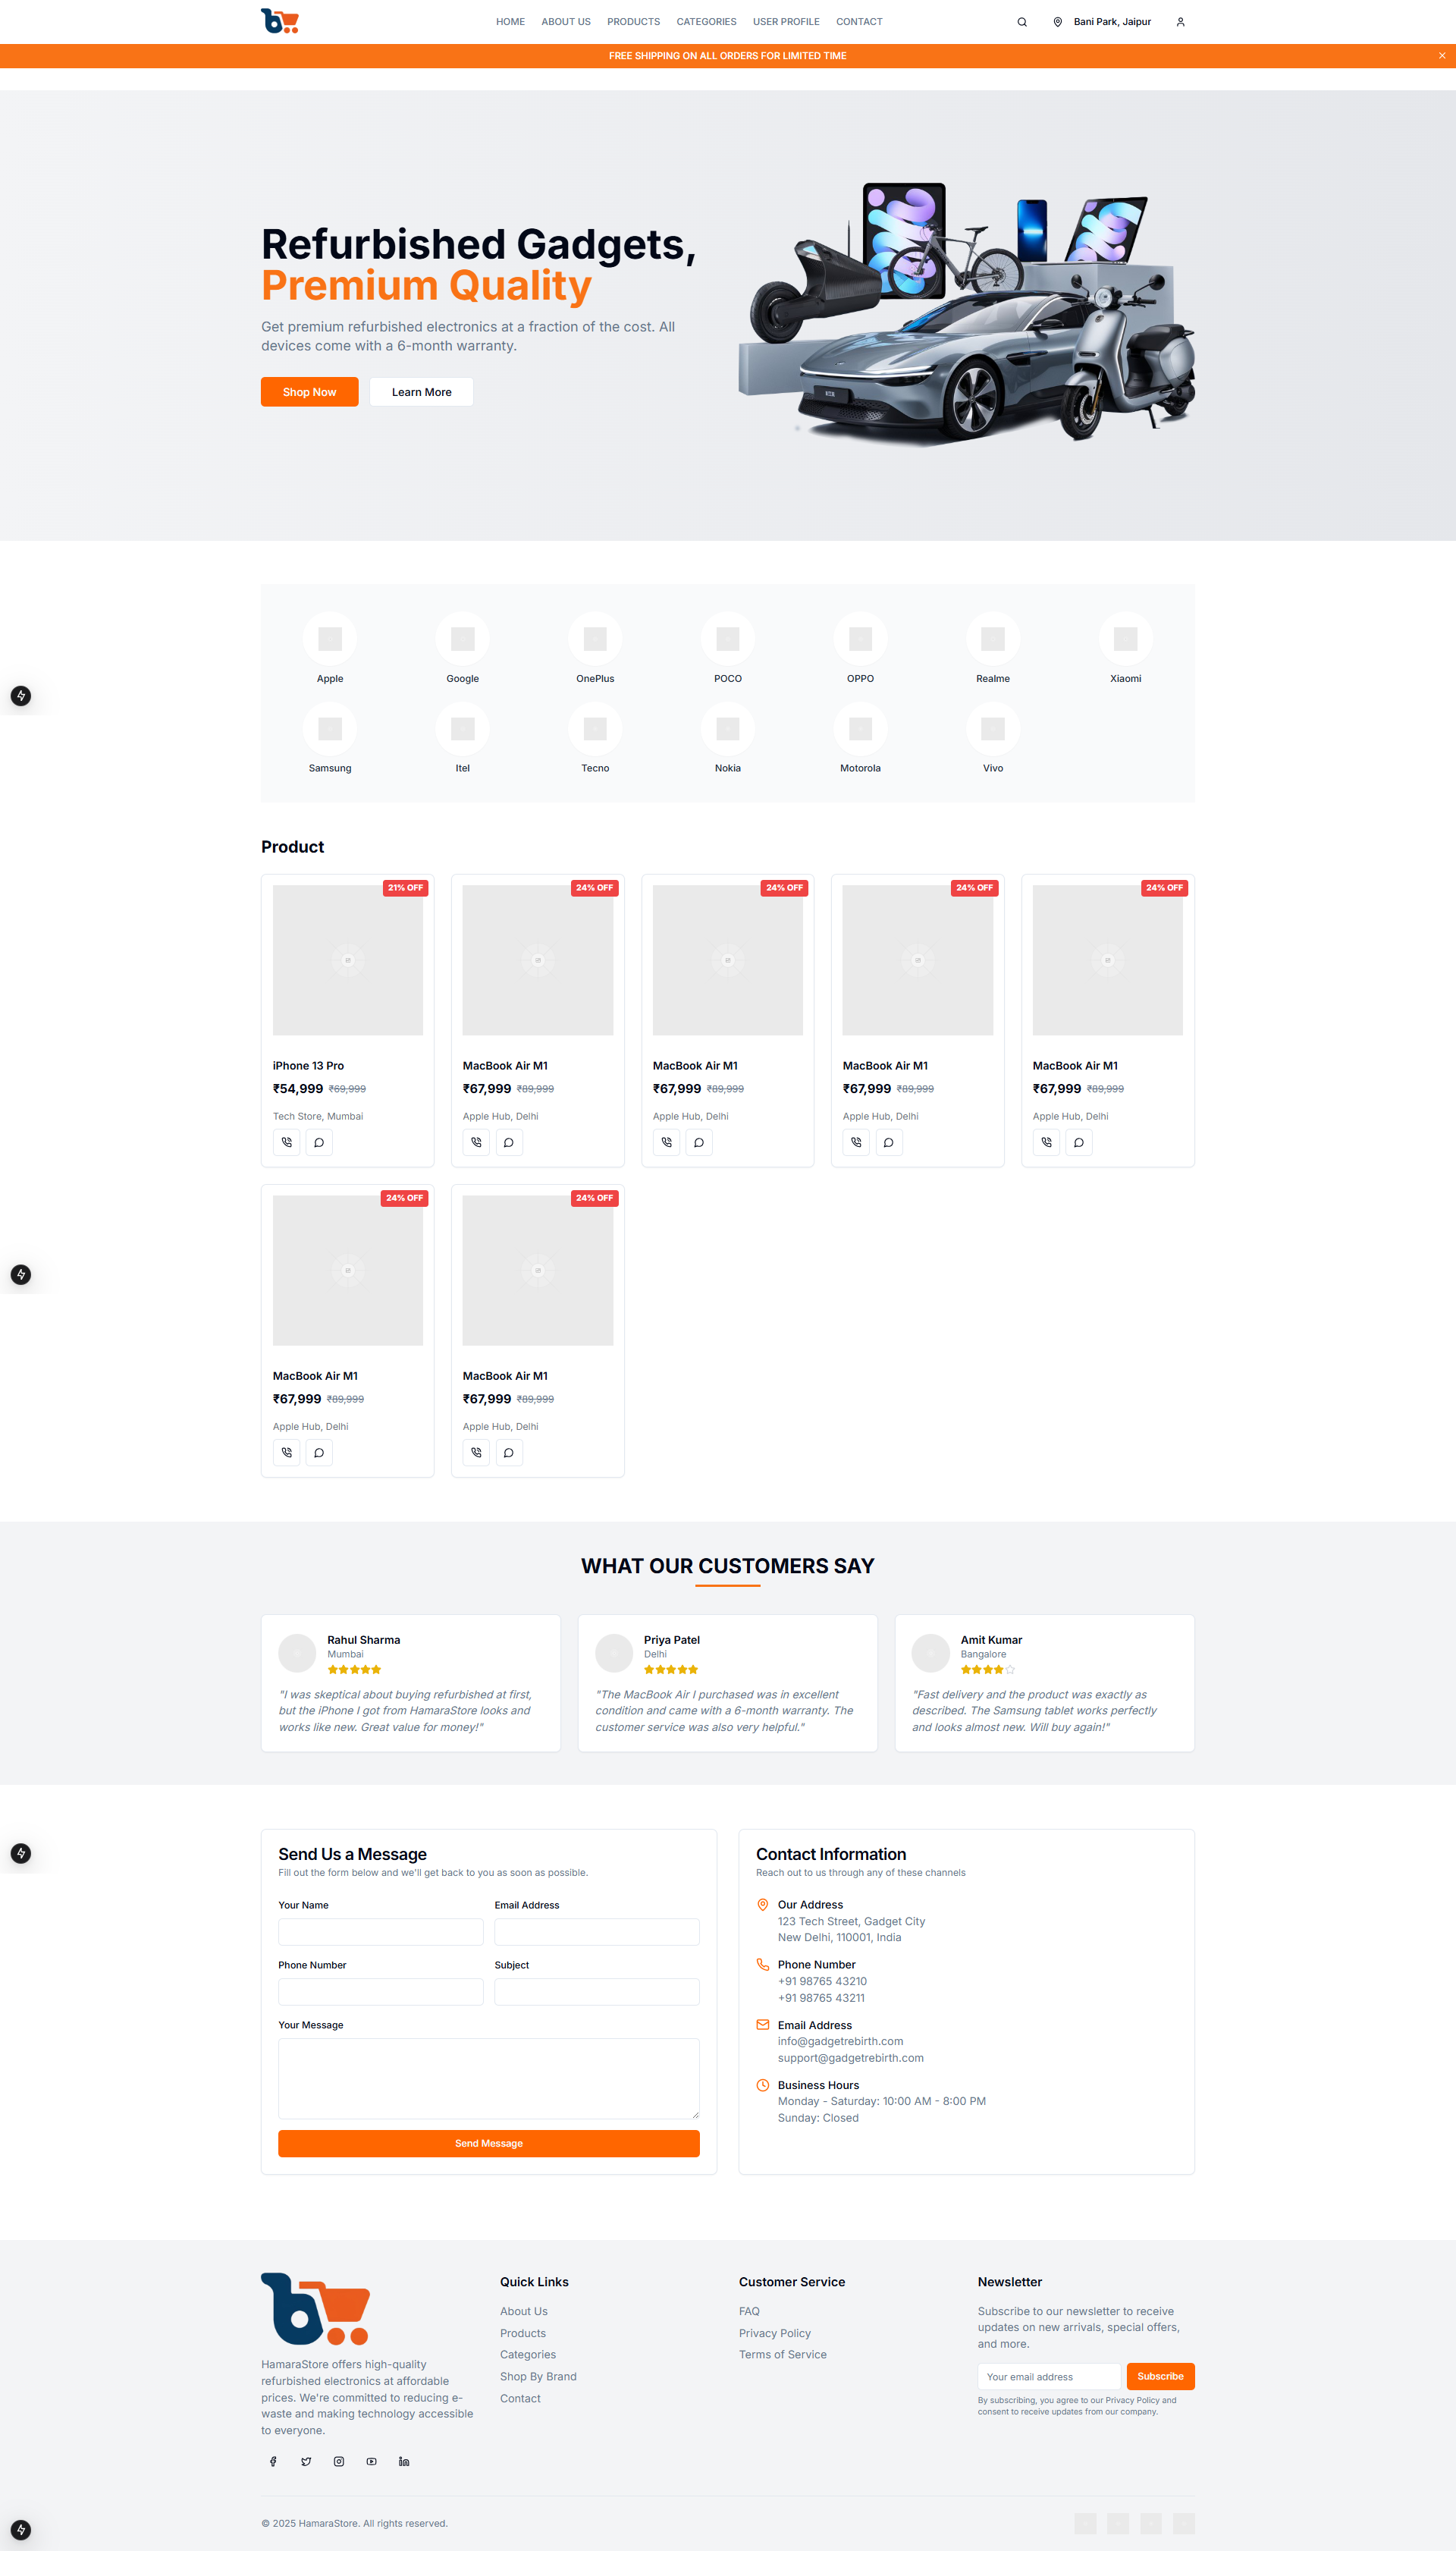 HOME ABOUT US PRODUCTS CATEGORIES USER PROFILE CONTACT Bani Park, Jaipur
FREE SHIPPING ON ALL ORDERS FOR LIMITED TIME
Refurbished Gadgets,
Premium Quality
Get premium refurbished electronics at a fraction of the cost. All
devices come with a 6-month warranty.
Shop Now Learn More
Apple Google OnePlus POCO OPPO Realme Xiaomi
Samsung Itel Tecno Nokia Motorola Vivo
Product
21% OFF 24% OFF 24% OFF 24% OFF 24% OFF
iPhone 13 Pro MacBook Air M1 MacBook Air M1 MacBook Air M1 MacBook Air M1
₹54,999 ₹69,999 ₹67,999 ₹89,999 ₹67,999 ₹89,999 ₹67,999 ₹89,999 ₹67,999 ₹89,999
Tech Store, Mumbai Apple Hub, Delhi Apple Hub, Delhi Apple Hub, Delhi Apple Hub, Delhi
24% OFF 24% OFF
MacBook Air M1 MacBook Air M1
₹67,999 ₹89,999 ₹67,999 ₹89,999
Apple Hub, Delhi Apple Hub, Delhi
WHAT OUR CUSTOMERS SAY
Rahul Sharma
Mumbai
"I was skeptical about buying refurbished at first,
but the iPhone I got from HamaraStore looks and
works like new. Great value for money!"
Priya Patel
Delhi
"The MacBook Air I purchased was in excellent
condition and came with a 6-month warranty. The
customer service was also very helpful."
Amit Kumar
Bangalore
"Fast delivery and the product was exactly as
described. The Samsung tablet works perfectly
and looks almost new. Will buy again!"
Send Us a Message
Fill out the form below and we'll get back to you as soon as possible.
Your Name Email Address
Phone Number Subject
Your Message
Send Message
Contact Information
Reach out to us through any of these channels
Our Address
123 Tech Street, Gadget City
New Delhi, 110001, India
Phone Number
+91 98765 43210
+91 98765 43211
Email Address
info@gadgetrebirth.com
support@gadgetrebirth.com
Business Hours
Monday - Saturday: 10:00 AM - 8:00 PM
Sunday: Closed
HamaraStore offers high-quality
refurbished electronics at affordable
prices. We're committed to reducing e-
waste and making technology accessible
to everyone.
Quick Links
About Us
Products
Categories
Shop By Brand
Contact
Customer Service
FAQ
Privacy Policy
Terms of Service
Newsletter
Subscribe to our newsletter to receive
updates on new arrivals, special offers,
and more.
Your email address Subscribe
By subscribing, you agree to our Privacy Policy and
consent to receive updates from our company.
© 2025 HamaraStore. All rights reserved.